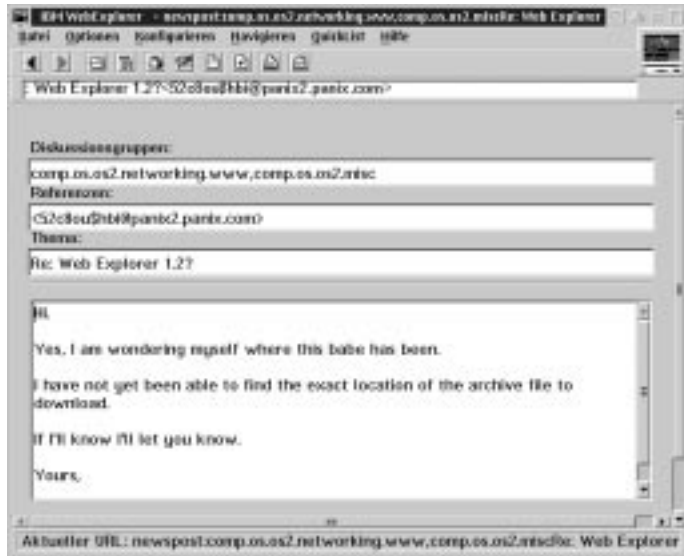 IBM WebExplorer - newspost:comp.os.os2.networking.www,comp.os.os2.miscRe: Web Explorer
Datei Optionen Konfigurieren Navigieren QuickList Hilfe
: Web Explorer 1.2?<52c8ou$hbi@panix2.panix.com>
Diskussionsgruppen:
comp.os.os2.networking.www,comp.os.os2.misc
Referenzen:
<52c8ou$hbi@panix2.panix.com>
Thema:
Re: Web Explorer 1.2?
Hi,
Yes, I am wondering myself where this babe has been.
I have not yet been able to find the exact location of the archive file to
download.
If I'll know I'll let you know.
Yours,
Aktueller URL: newspost:comp.os.os2.networking.www,comp.os.os2.miscRe: Web Explorer